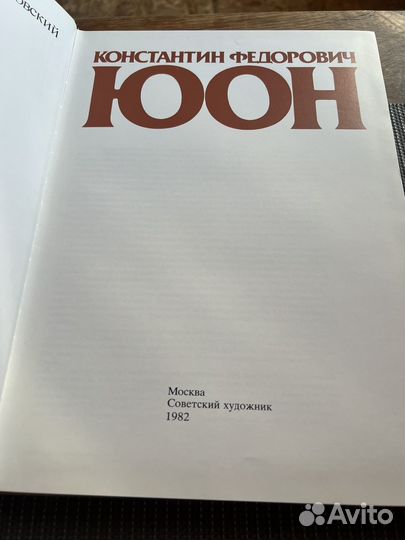 КОНСТАНТИН ФЕДОРОВИЧ
ЮОН
Москва
Советский художник
1982
Avito